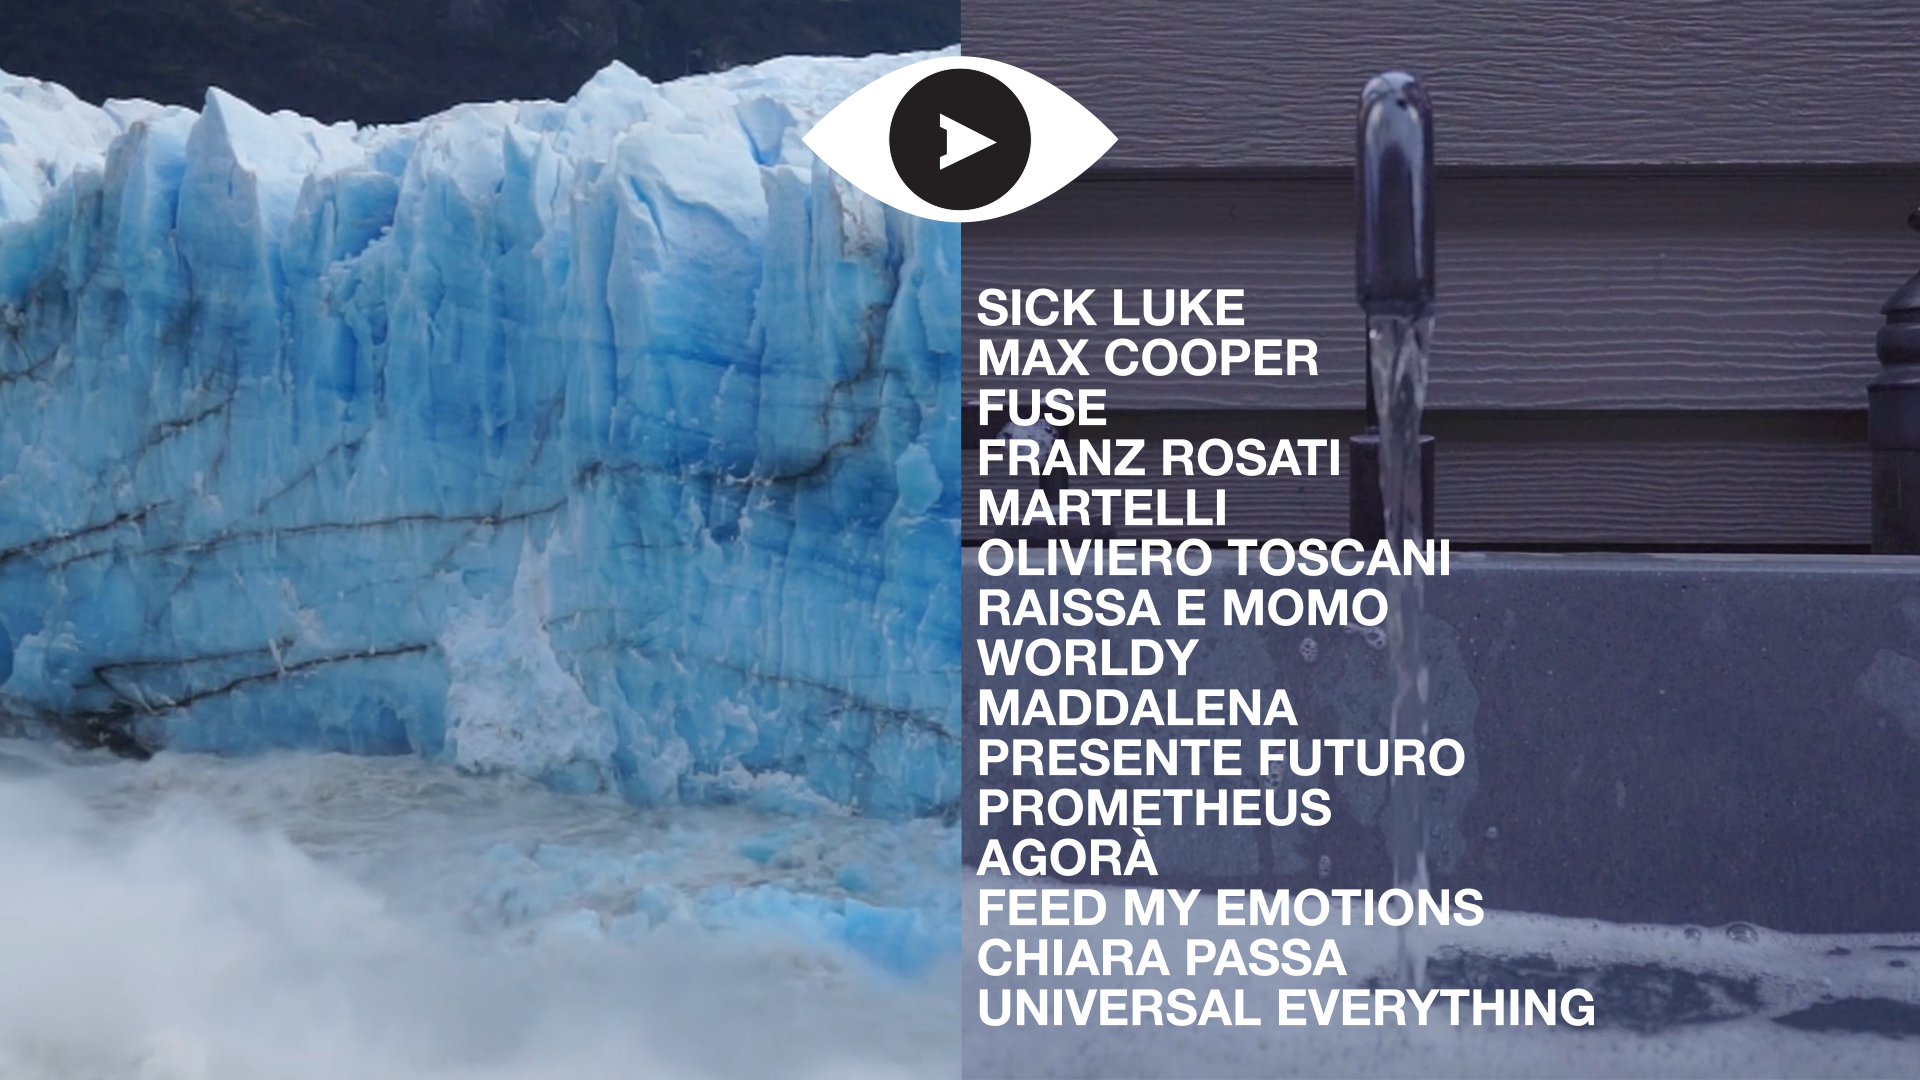 SICK LUKE
MAX COOPER
FUSE
FRANZ ROSATI
MARTELLI
OLIVIERO TOSCANI
RAISSA E MOMO
WORLDY
MADDALENA
PRESENTE FUTURO
PROMETHEUS
AGORÀ
FEED MY EMOTIONS
CHIARA PASSA
UNIVERSAL EVERYTHING